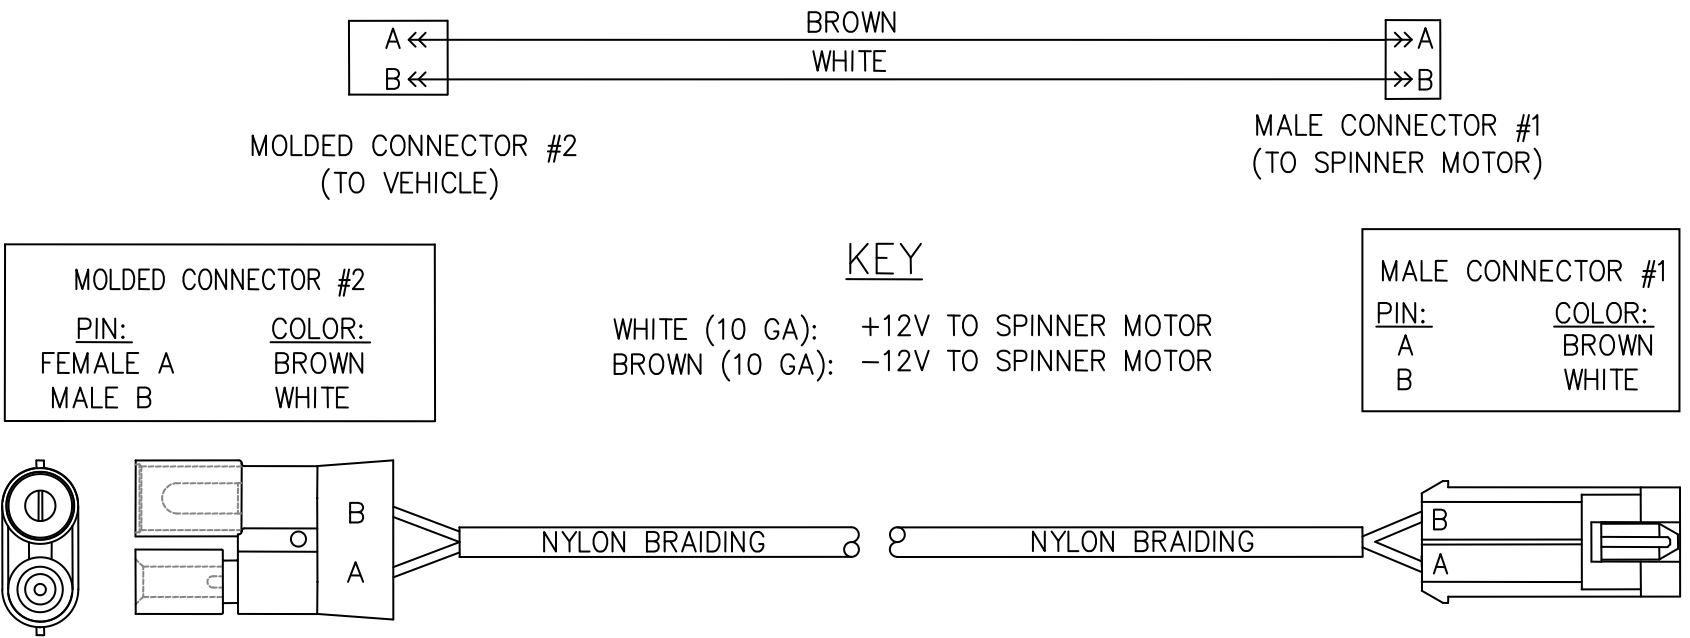 BROWN
A A
WHITE
B B
MOLDED CONNECTOR #2
(TO VEHICLE)
MALE CONNECTOR #1
(TO SPINNER MOTOR)
MOLDED CONNECTOR #2
PIN: COLOR:
FEMALE A BROWN
MALE B WHITE
KEY
WHITE (10 GA): +12V TO SPINNER MOTOR
BROWN (10 GA): -12V TO SPINNER MOTOR
MALE CONNECTOR #1
PIN: COLOR:
A BROWN
B WHITE
B
A
NYLON BRAIDING
NYLON BRAIDING
B
A